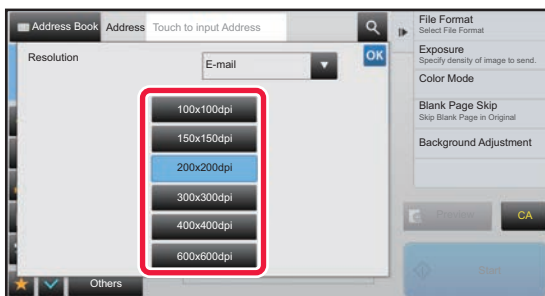 Address Book
Address
Touch to input Address
Resolution
E-mail
OK
100x100dpi
150x150dpi
200x200dpi
300x300dpi
400x400dpi
600x600dpi
Others
File Format
Select File Format
Exposure
Specify density of image to send.
Color Mode
Blank Page Skip
Skip Blank Page in Original
Background Adjustment
Preview
CA
Start